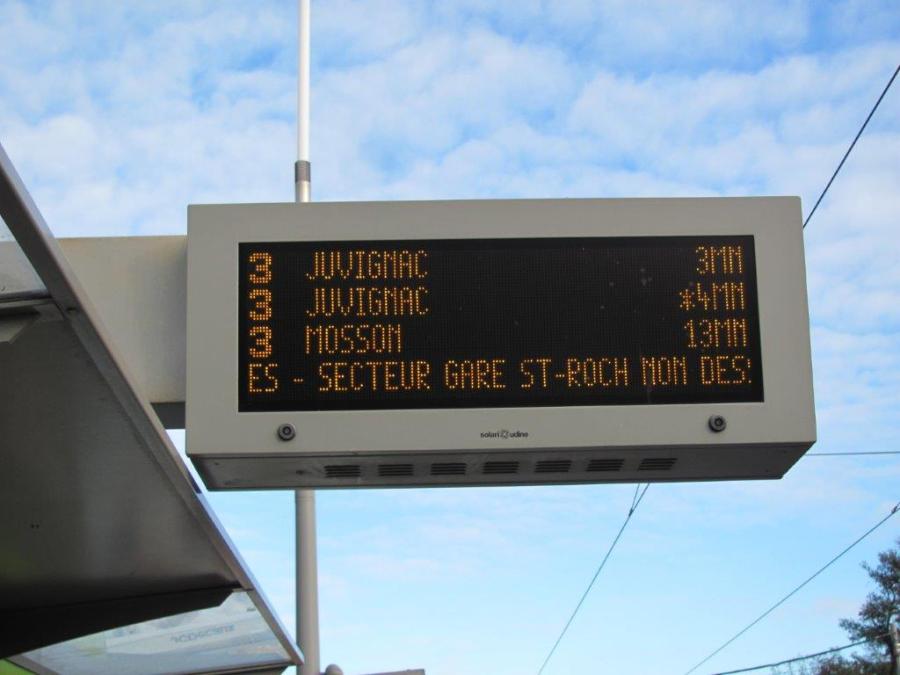 3 JUVIGNAC 3MN
3 JUVIGNAC *4MN
3 MOSSON 13MN
ES - SECTEUR GARE ST-ROCH NON DES
solari udine